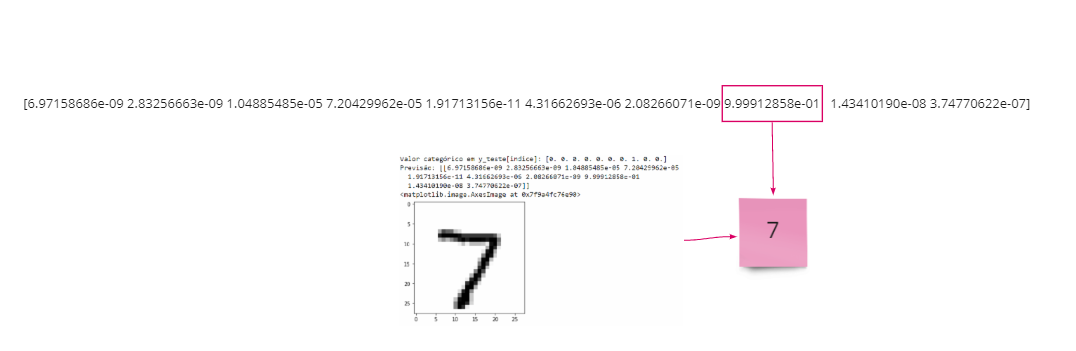 [6.97158686e-09 2.83256663e-09 1.04885485e-05 7.20429962e-05 1.91713156e-11 4.31662693e-06 2.08266071e-09 9.99912858e-01 1.43410190e-08 3.74770622e-07]
Valor categórico em y_teste[indice]: [0. 0. 0. 0. 0. 0. 0. 1. 0. 0.]
Previsão: [[6.97158686e-09 2.83256663e-09 1.04885485e-05 7.20429962e-05
1.91713156e-11 4.31662693e-06 2.08266071e-09 9.99912858e-01
1.43410190e-08 3.74770622e-07]]
<matplotlib.image.AxesImage at 0x7f9a4fc76e90>
0
5
10
15
20
25
0 5 10 15 20 25
7
7